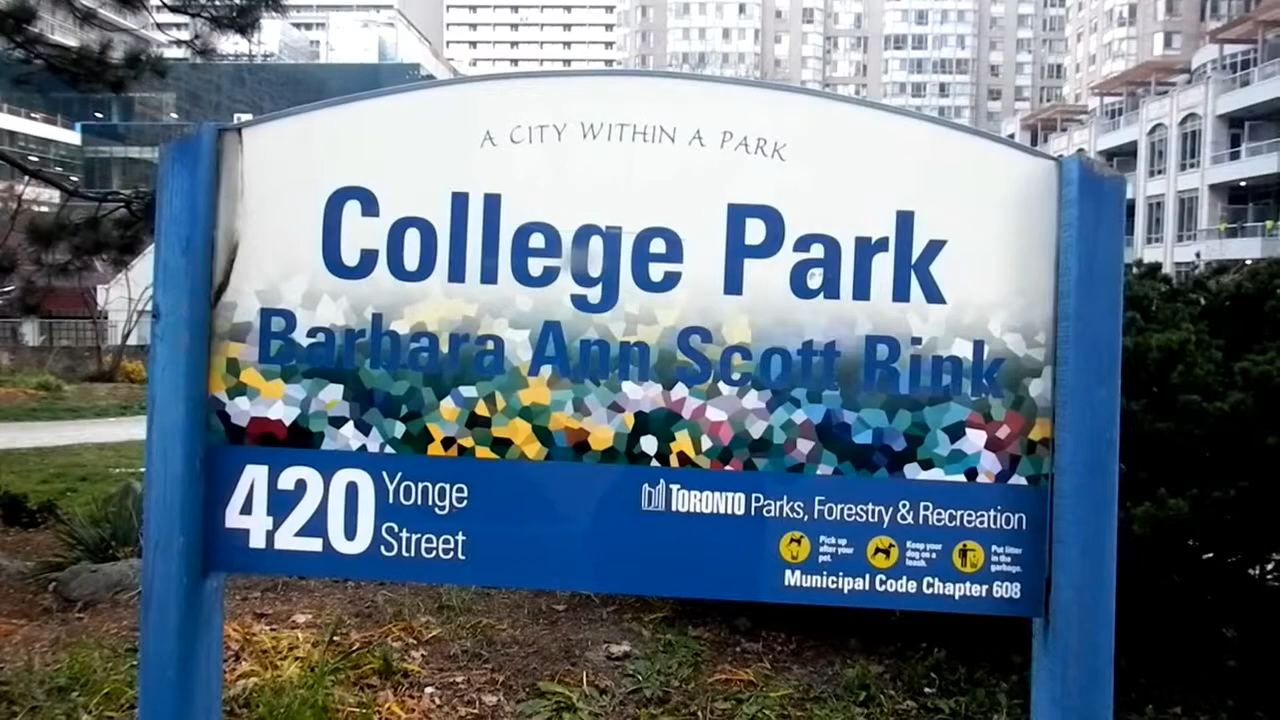 A CITY WITHIN A PARK
College Park
Barbara Ann Scott Rink
420 Yonge
Street
TORONTO Parks, Forestry & Recreation
Pick up
after your
pet.
Keep your
dog on a
leash.
Put litter
in the
garbage.
Municipal Code Chapter 608